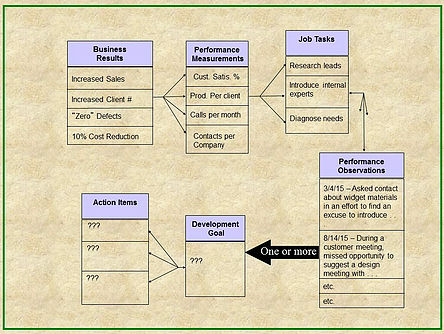 Business
Results
Increased Sales
Increased Client #
"Zero" Defects
10% Cost Reduction
Performance
Measurements
Cust. Satis. %
Prod. Per client
Calls per month
Contacts per
Company
Job Tasks
Research leads
Introduce internal
experts
Diagnose needs
Performance
Observations
3/4/15 – Asked contact
about widget materials
in an effort to find an
excuse to introduce . .
8/14/15 – During a
customer meeting,
missed opportunity to
suggest a design
meeting with . . .
etc.
etc.
One or more
Development
Goal
???
Action Items
???
???
???